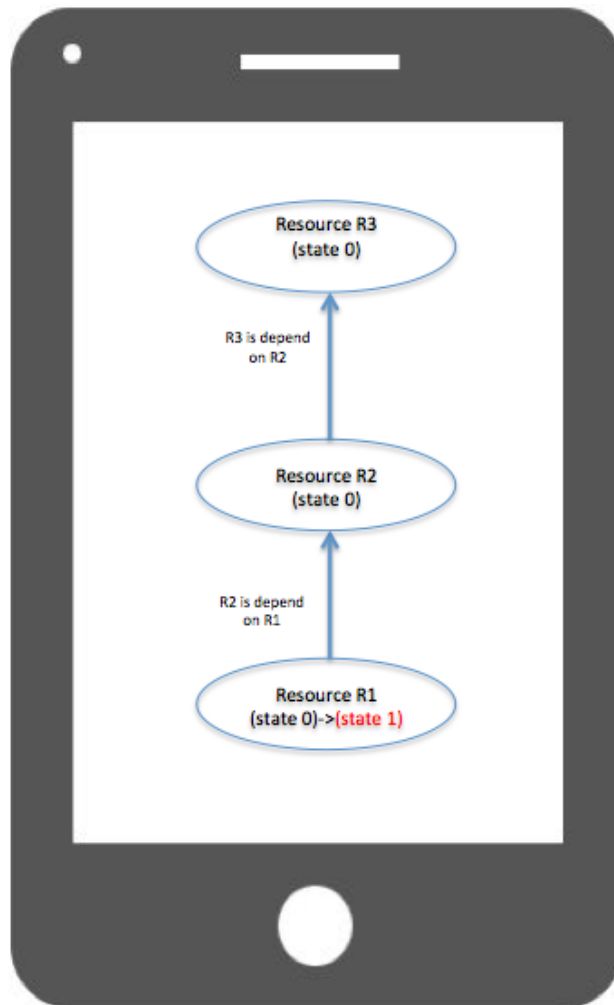 Resource R3
(state 0)
R3 is depend
on R2
Resource R2
(state 0)
R2 is depend
on R1
Resource R1
(state 0)->(state 1)